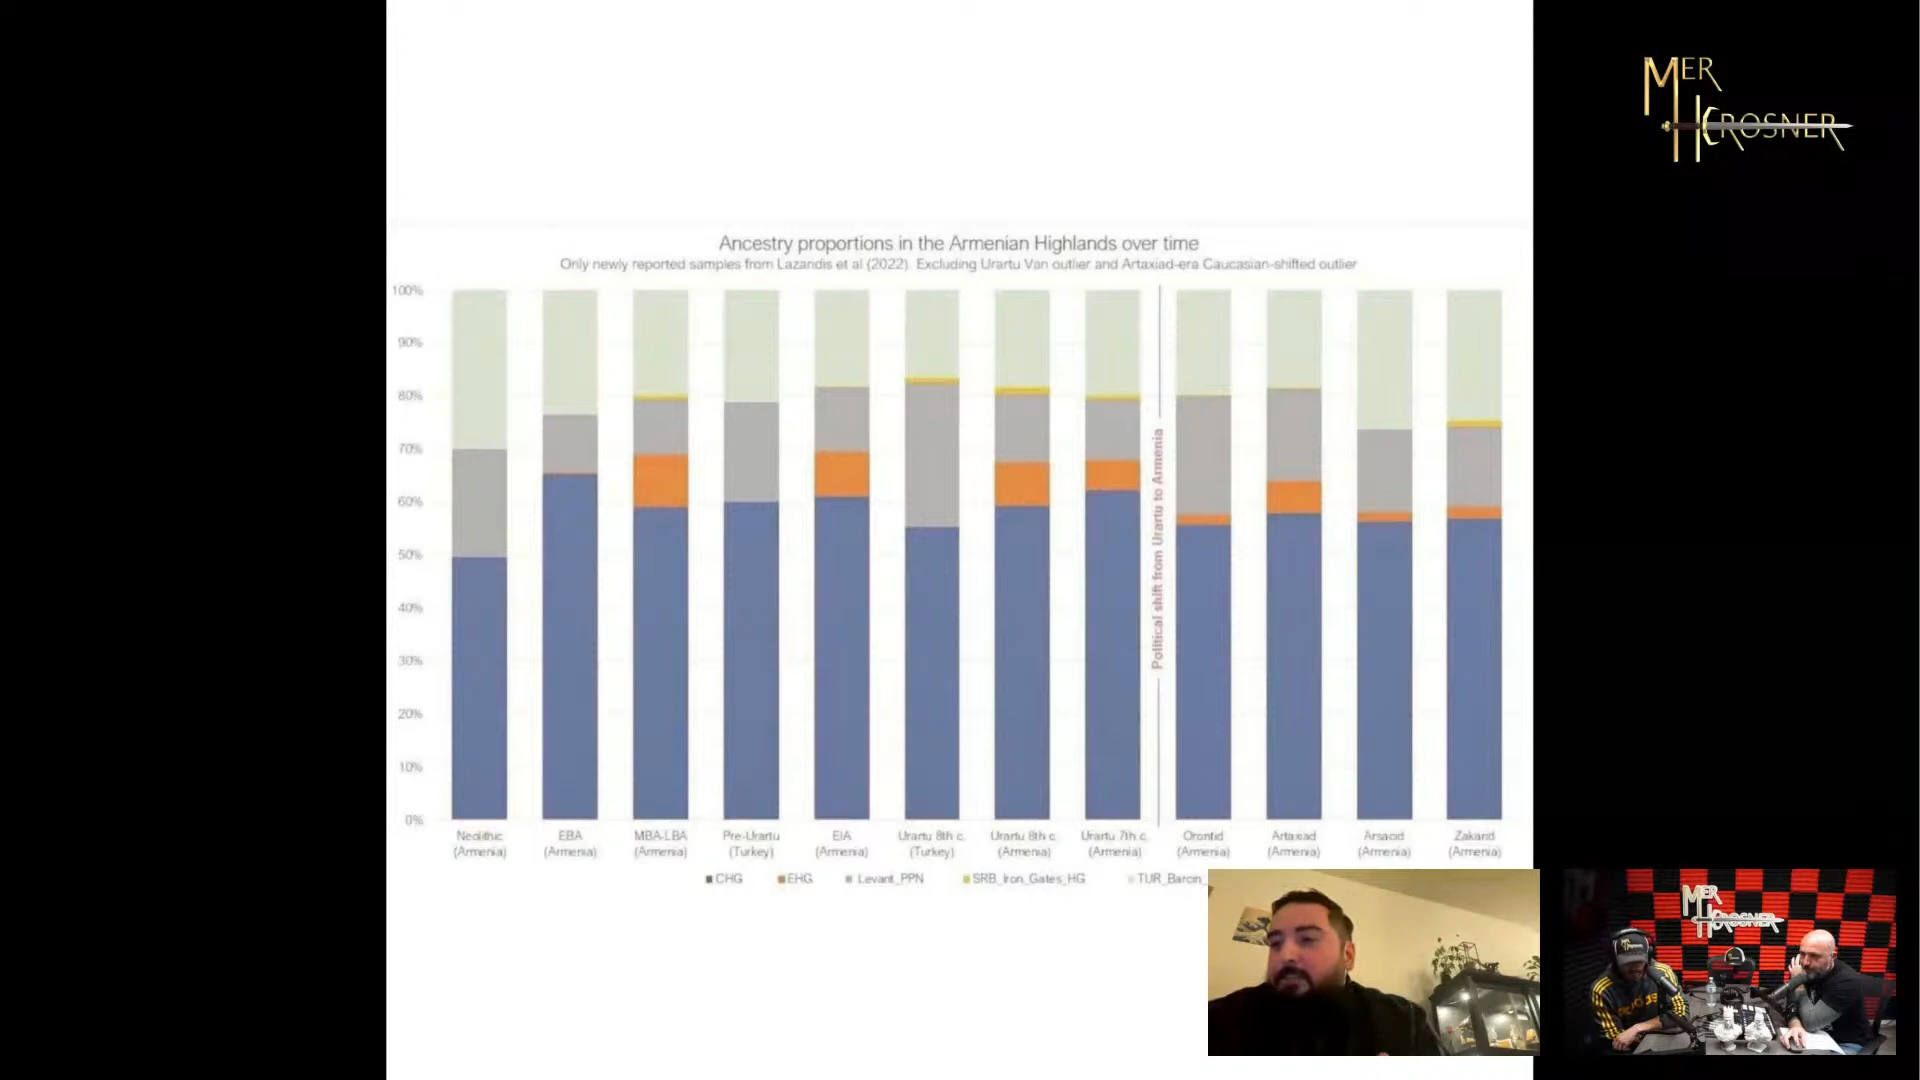 MER
HEROSNER
Ancestry proportions in the Armenian Highlands over time
Only newly reported samples from Lazaridis et al (2022). Excluding Urartu Van outlier and Artaxiad-era Caucasian-shifted outlier
100%
90%
80%
70%
60%
50%
40%
30%
20%
10%
0%
Political shift from Urartu to Armenia
Neolithic (Armenia)
EBA (Armenia)
MBA-LBA (Armenia)
Pre-Urartu (Turkey)
EIA (Armenia)
Urartu 8th c. (Turkey)
Urartu 8th c. (Armenia)
Urartu 7th c. (Armenia)
Orontid (Armenia)
Artaxiad (Armenia)
Arsacid (Armenia)
Zakarid (Armenia)
CHG
EHG
Levant_PPN
SRB_Iron_Gates_HG
TUR_Barcin_
MER
HEROSNER